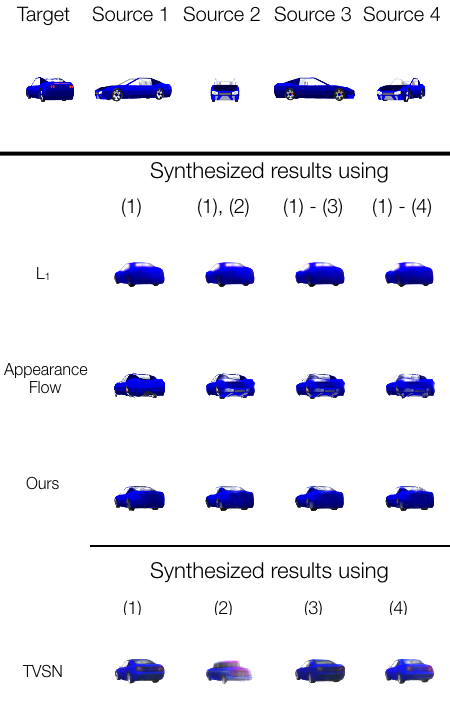 Target Source 1 Source 2 Source 3 Source 4
Synthesized results using
(1) (1), (2) (1) - (3) (1) - (4)
L₁
Appearance
Flow
Ours
Synthesized results using
(1) (2) (3) (4)
TVSN